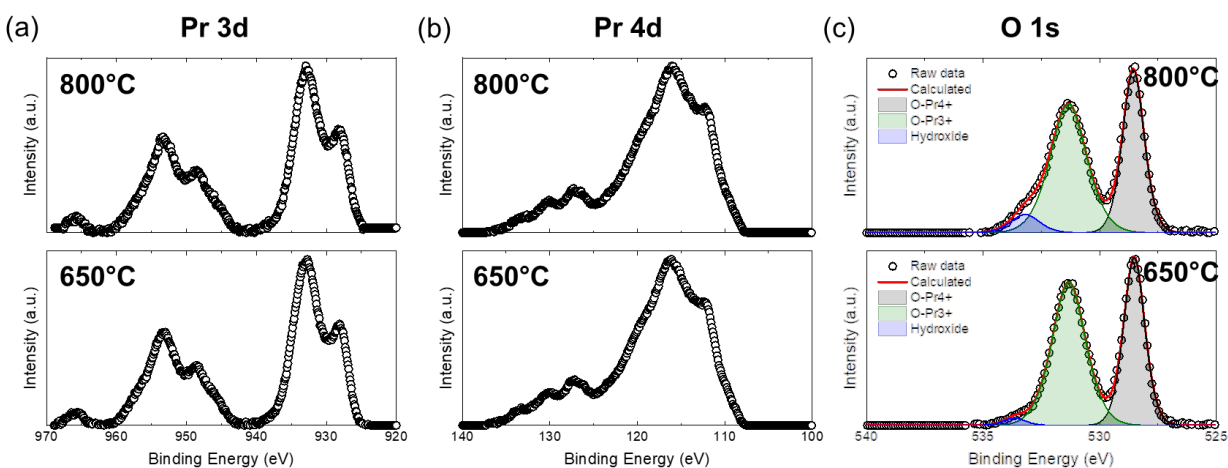 (a) Pr 3d
(b) Pr 4d
(c) O 1s
800°C
Intensity (a.u.)
800°C
Intensity (a.u.)
800°C
Intensity (a.u.)
Raw data
Calculated
O-Pr4+
O-Pr3+
Hydroxide
650°C
Intensity (a.u.)
970 960 950 940 930 920
Binding Energy (eV)
650°C
Intensity (a.u.)
140 130 120 110 100
Binding Energy (eV)
650°C
Intensity (a.u.)
Raw data
Calculated
O-Pr4+
O-Pr3+
Hydroxide
540 535 530 525
Binding Energy (eV)